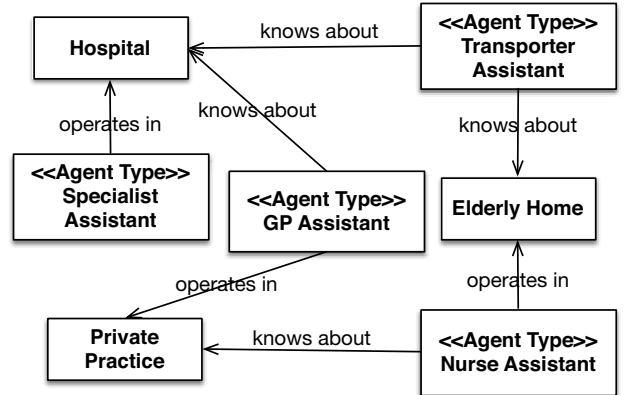 <<Agent Type>>
Transporter
Assistant
knows about
Hospital
knows about
operates in
knows about
<<Agent Type>>
Specialist
Assistant
<<Agent Type>>
GP Assistant
Elderly Home
operates in
operates in
Private
Practice
knows about
<<Agent Type>>
Nurse Assistant